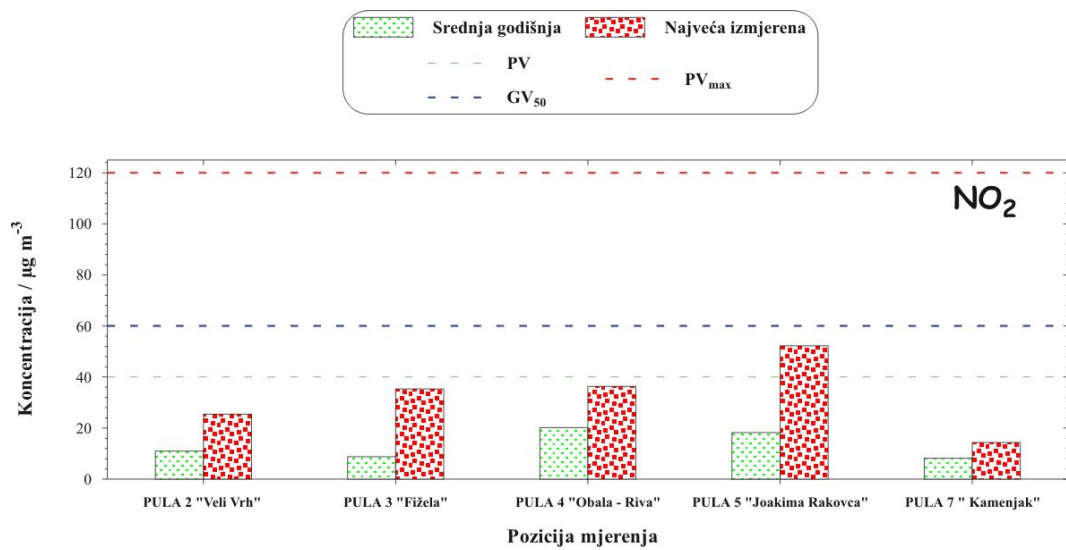 Srednja godišnja Najveća izmjerena
PV
PVmax
GV50
NO2
Koncentracija / µg m-3
120
100
80
60
40
20
0
PULA 2 "Veli Vrh" PULA 3 "Fižela" PULA 4 "Obala - Riva" PULA 5 "Joakima Rakovca" PULA 7 " Kamenjak"
Pozicija mjerenja